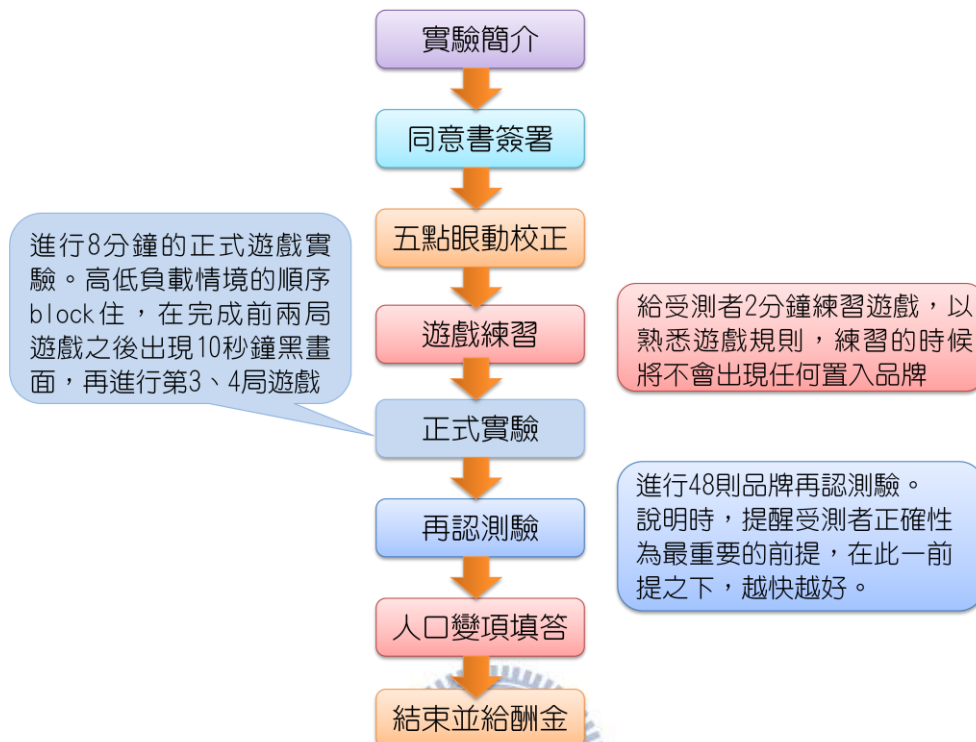 實驗簡介
同意書簽署
五點眼動校正
進行8分鐘的正式遊戲實
驗。高低負載情境的順序
block住，在完成前兩局
遊戲之後出現10秒鐘黑畫
面，再進行第3、4局遊戲
遊戲練習
給受測者2分鐘練習遊戲，以
熟悉遊戲規則，練習的時候
將不會出現任何置入品牌
正式實驗
再認測驗
進行48則品牌再認測驗。
說明時，提醒受測者正確性
為最重要的前提，在此一前
提之下，越快越好。
人口變項填答
結束並給酬金